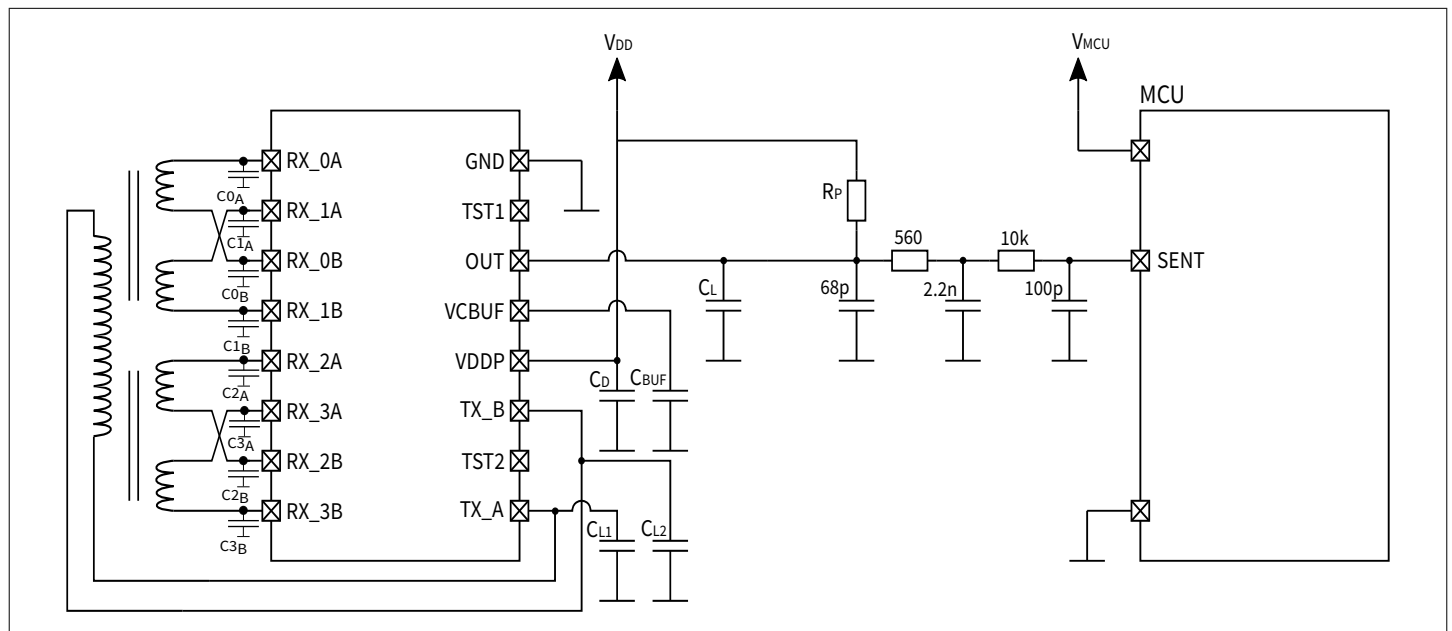 VDD
VMCU
MCU
RX_0A
GND
C0A
RP
RX_1A
TST1
C1A
560
10k
RX_0B
OUT
SENT
C0B
CL
68p
2.2n
100p
RX_1B
VCBUF
C1B
RX_2A
VDDP
C2A
CD
CBUF
RX_3A
TX_B
C3A
RX_2B
TST2
C2B
RX_3B
TX_A
CL1
CL2
C3B